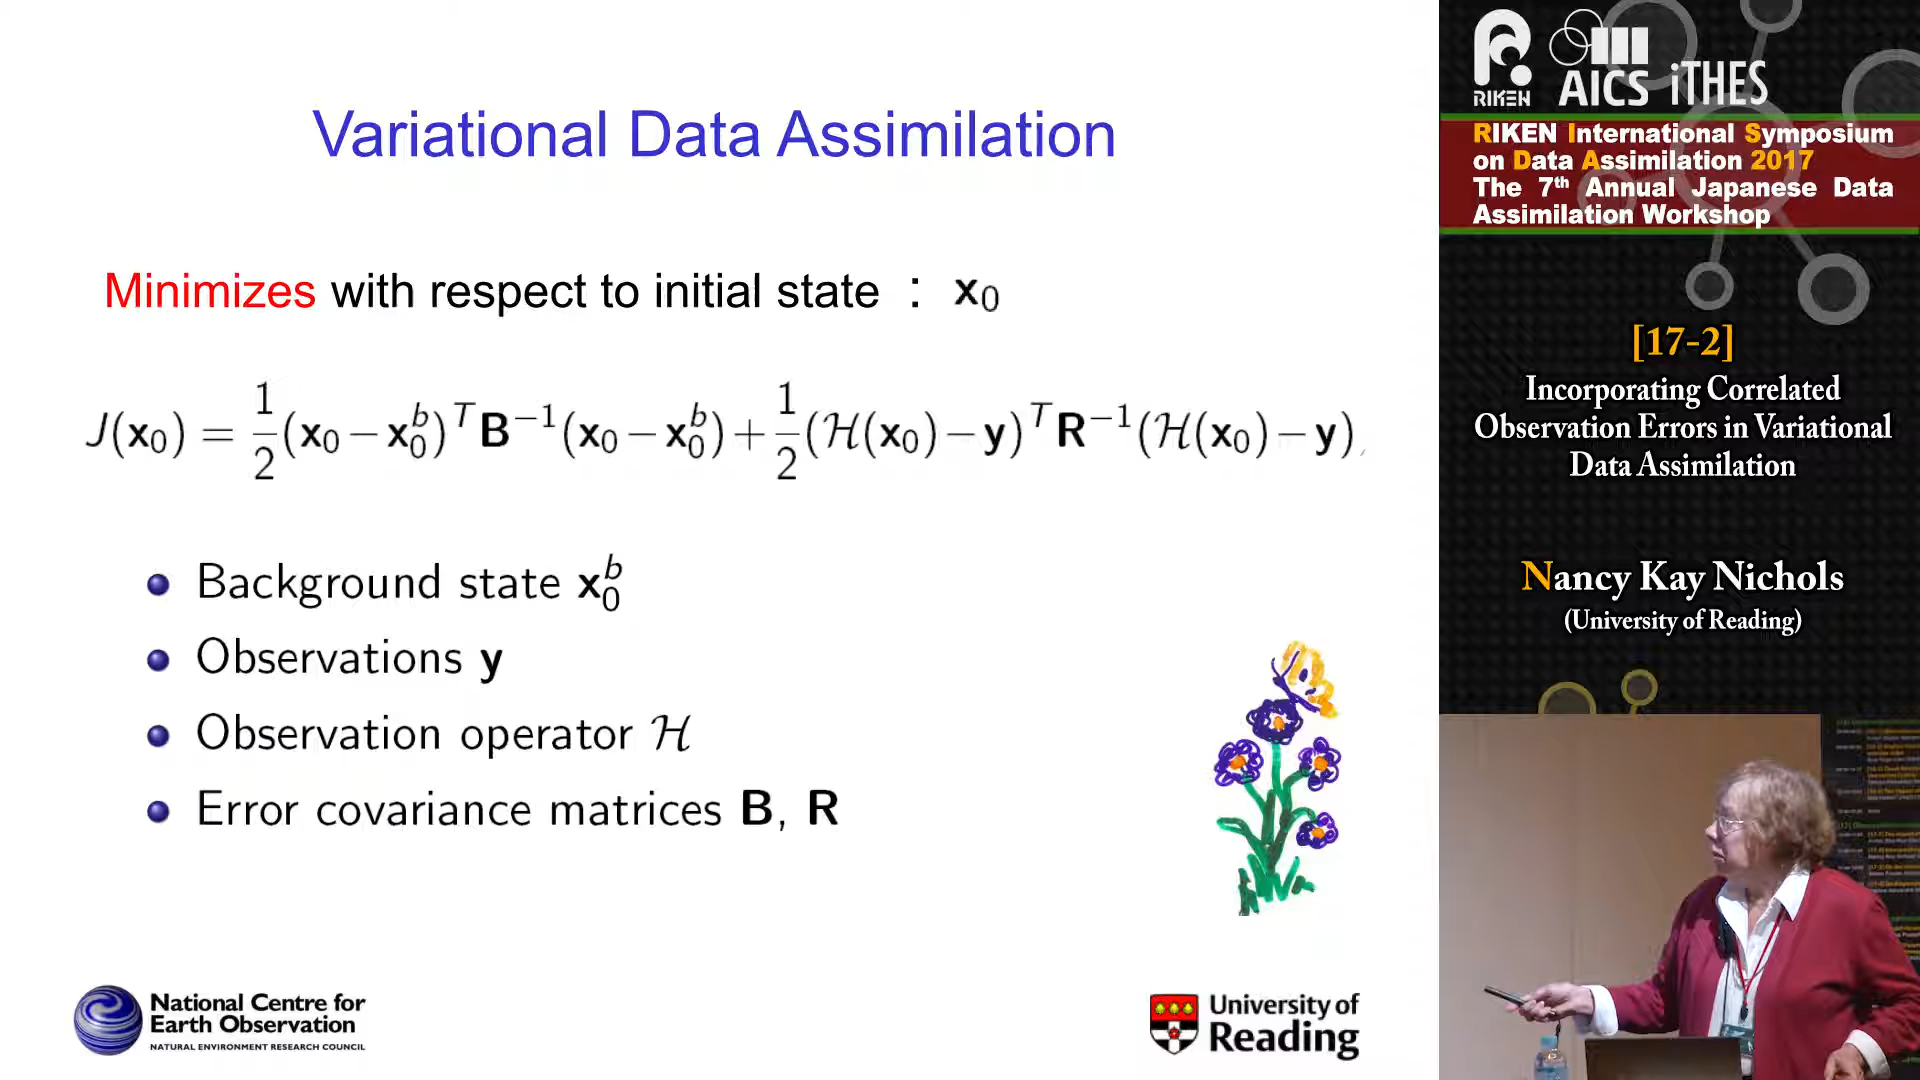 Variational Data Assimilation
Minimizes with respect to initial state : x₀
J(x₀) = 1/2 (x₀ − x₀ᵇ)ᵀ B⁻¹ (x₀ − x₀ᵇ) + 1/2 (ℋ(x₀) − y)ᵀ R⁻¹ (ℋ(x₀) − y),
Background state x₀ᵇ
Observations y
Observation operator ℋ
Error covariance matrices B, R
National Centre for
Earth Observation
NATURAL ENVIRONMENT RESEARCH COUNCIL
University of
Reading
RIKEN AICS iTHES
RIKEN International Symposium
on Data Assimilation 2017
The 7th Annual Japanese Data
Assimilation Workshop
[17-2]
Incorporating Correlated
Observation Errors in Variational
Data Assimilation
Nancy Kay Nichols
(University of Reading)